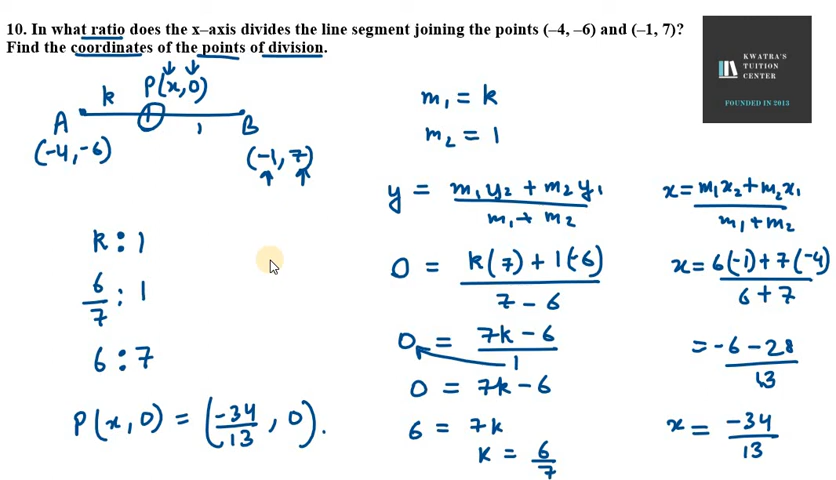 10. In what ratio does the x–axis divides the line segment joining the points (–4, –6) and (–1, 7)?
Find the coordinates of the points of division.
KWATRA'S
TUITION
CENTER
FOUNDED IN 2013
P(x, 0)
k
1
A
B
(-4, -6)
(-1, 7)
k : 1
6/7 : 1
6 : 7
P(x, 0) = (-34/13, 0).
m₁ = k
m₂ = 1
y = m₁y₂ + m₂y₁ / m₁ + m₂
0 = k(7) + 1(-6) / 7 - 6
0 = 7k - 6 / 1
0 = 7k - 6
6 = 7k
k = 6/7
x = m₁x₂ + m₂x₁ / m₁ + m₂
x = 6(-1) + 7(-4) / 6 + 7
= -6 - 28 / 13
x = -34 / 13